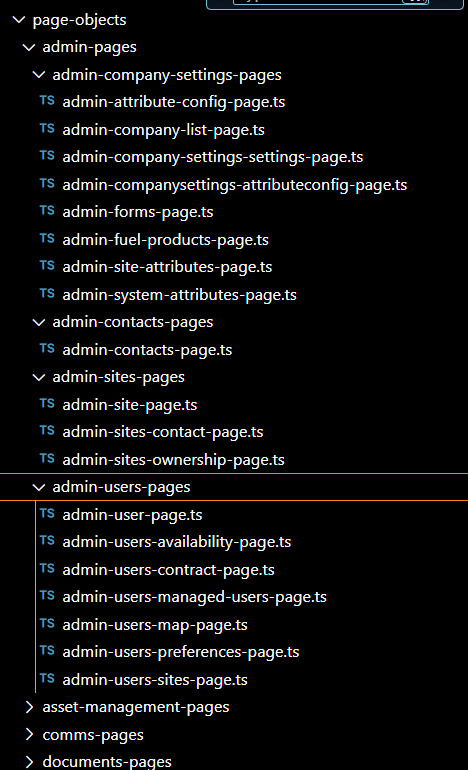 page-objects
admin-pages
admin-company-settings-pages
TS admin-attribute-config-page.ts
TS admin-company-list-page.ts
TS admin-company-settings-settings-page.ts
TS admin-companysettings-attributeconfig-page.ts
TS admin-forms-page.ts
TS admin-fuel-products-page.ts
TS admin-site-attributes-page.ts
TS admin-system-attributes-page.ts
admin-contacts-pages
TS admin-contacts-page.ts
admin-sites-pages
TS admin-site-page.ts
TS admin-sites-contact-page.ts
TS admin-sites-ownership-page.ts
admin-users-pages
TS admin-user-page.ts
TS admin-users-availability-page.ts
TS admin-users-contract-page.ts
TS admin-users-managed-users-page.ts
TS admin-users-map-page.ts
TS admin-users-preferences-page.ts
TS admin-users-sites-page.ts
asset-management-pages
comms-pages
documents-pages